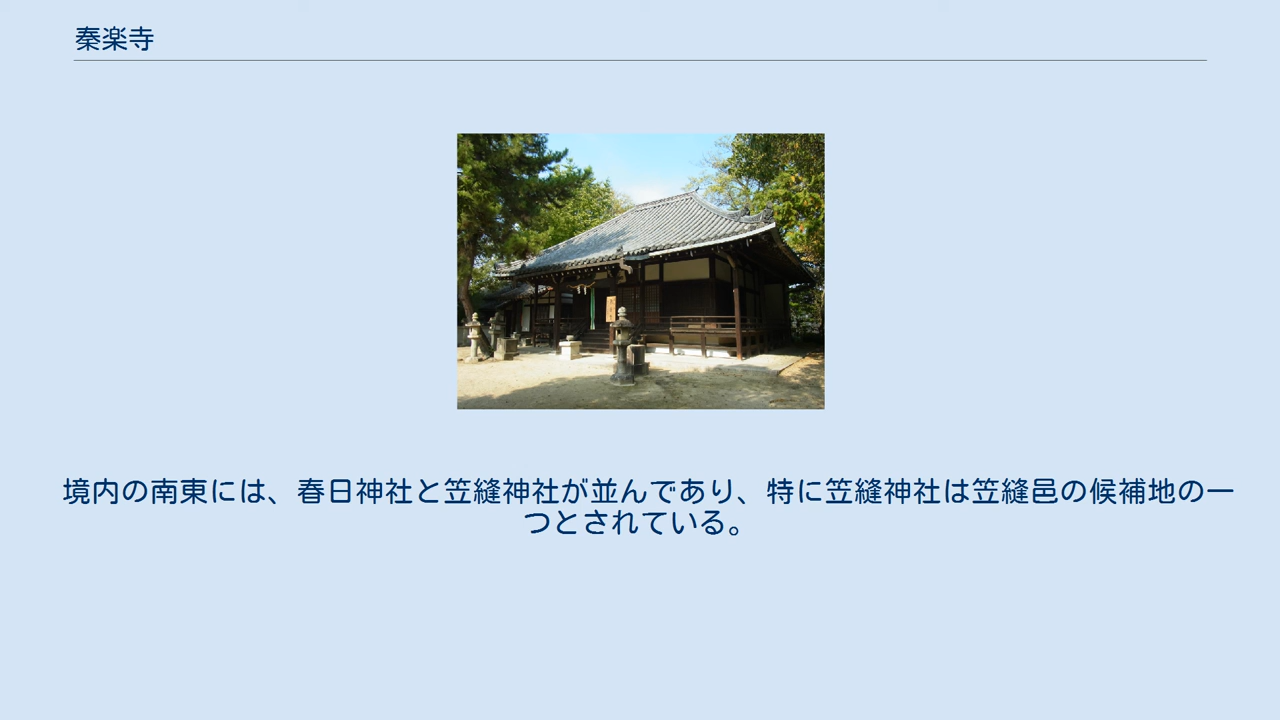 秦楽寺
境内の南東には、春日神社と笠縫神社が並んであり、特に笠縫神社は笠縫邑の候補地の一
つとされている。